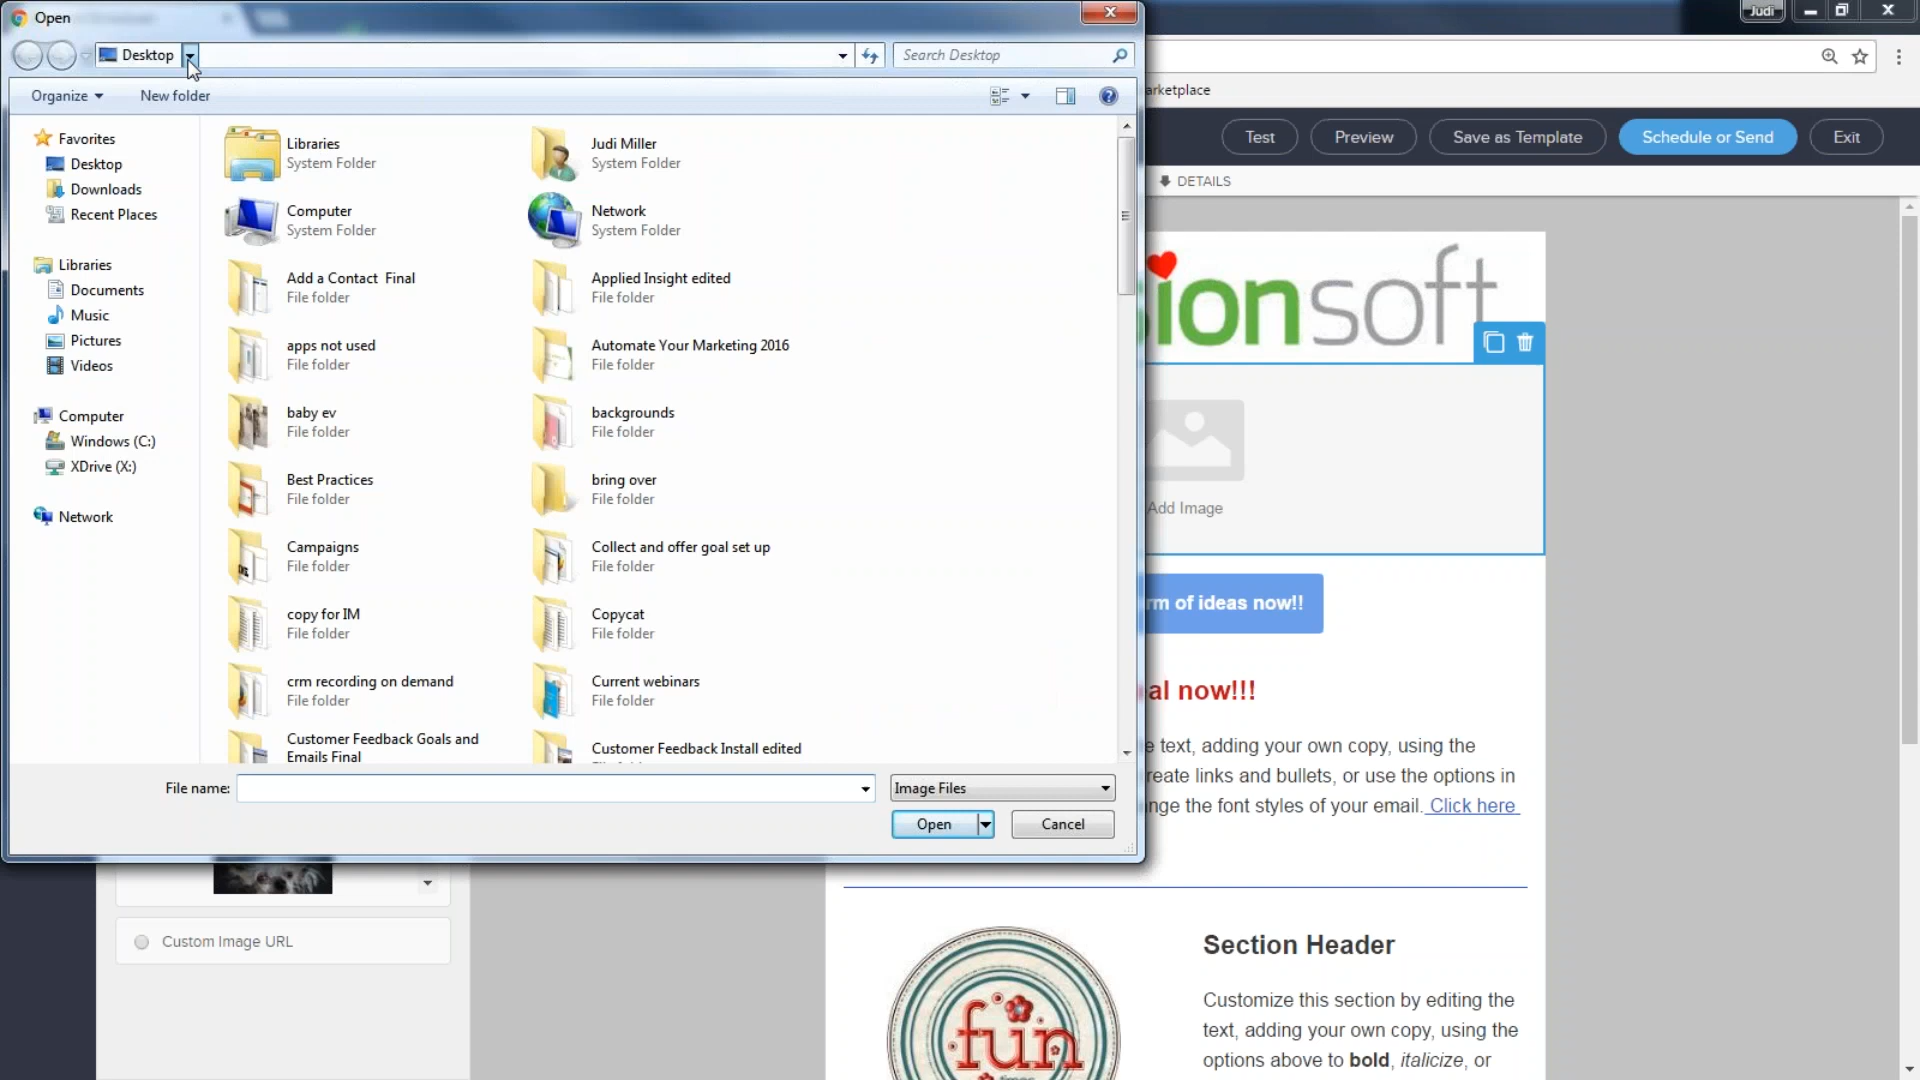 Open
Judi
Desktop
Search Desktop
arketplace
Organize
New folder
Test
Preview
Save as Template
Schedule or Send
Exit
DETAILS
Favorites
Desktop
Downloads
Recent Places
Libraries
Documents
Music
Pictures
Videos
Computer
Windows (C:)
XDrive (X:)
Network
Libraries
System Folder
Judi Miller
System Folder
Computer
System Folder
Network
System Folder
Add a Contact  Final
File folder
Applied Insight edited
File folder
apps not used
File folder
Automate Your Marketing 2016
File folder
baby ev
File folder
backgrounds
File folder
Best Practices
File folder
bring over
File folder
Campaigns
File folder
Collect and offer goal set up
File folder
copy for IM
File folder
Copycat
File folder
crm recording on demand
File folder
Current webinars
File folder
Customer Feedback Goals and
Emails Final
Customer Feedback Install edited
File name:
Image Files
Open
Cancel
Custom Image URL
ionsoft
Add Image
rm of ideas now!!
al now!!!
e text, adding your own copy, using the
reate links and bullets, or use the options in
nge the font styles of your email. Click here
fun
Section Header
Customize this section by editing the
text, adding your own copy, using the
options above to bold, italicize, or